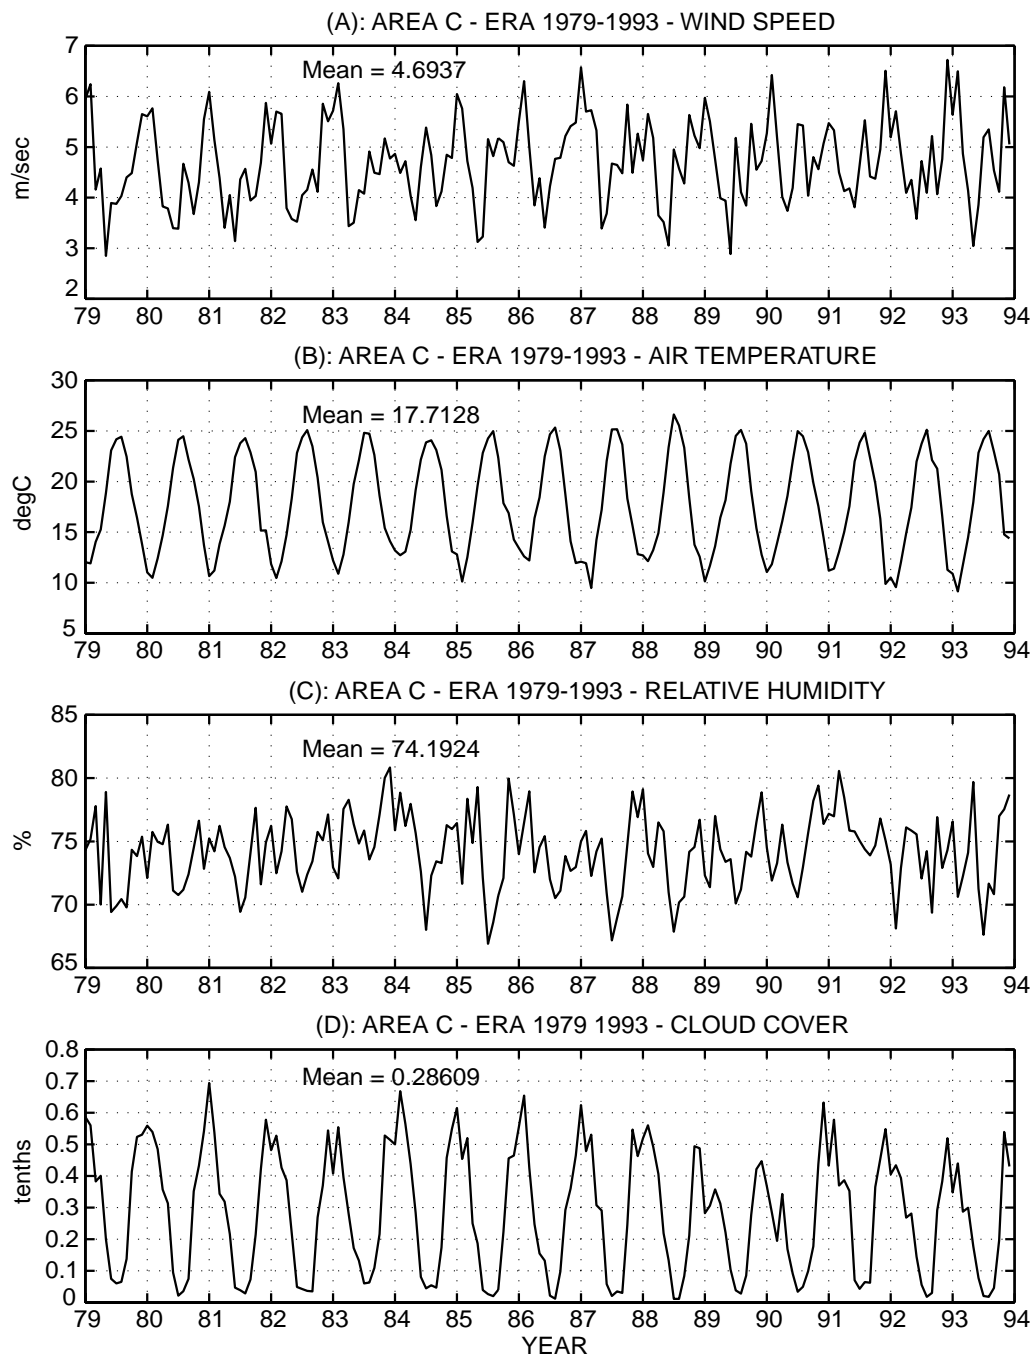 (A): AREA C - ERA 1979-1993 - WIND SPEED
7
6
5
4
3
2
m/sec
Mean = 4.6937
79 80 81 82 83 84 85 86 87 88 89 90 91 92 93 94
(B): AREA C - ERA 1979-1993 - AIR TEMPERATURE
30
25
20
15
10
5
degC
Mean = 17.7128
79 80 81 82 83 84 85 86 87 88 89 90 91 92 93 94
(C): AREA C - ERA 1979-1993 - RELATIVE HUMIDITY
85
80
75
70
65
%
Mean = 74.1924
79 80 81 82 83 84 85 86 87 88 89 90 91 92 93 94
(D): AREA C - ERA 1979 1993 - CLOUD COVER
0.8
0.7
0.6
0.5
0.4
0.3
0.2
0.1
0
tenths
Mean = 0.28609
79 80 81 82 83 84 85 86 87 88 89 90 91 92 93 94
YEAR